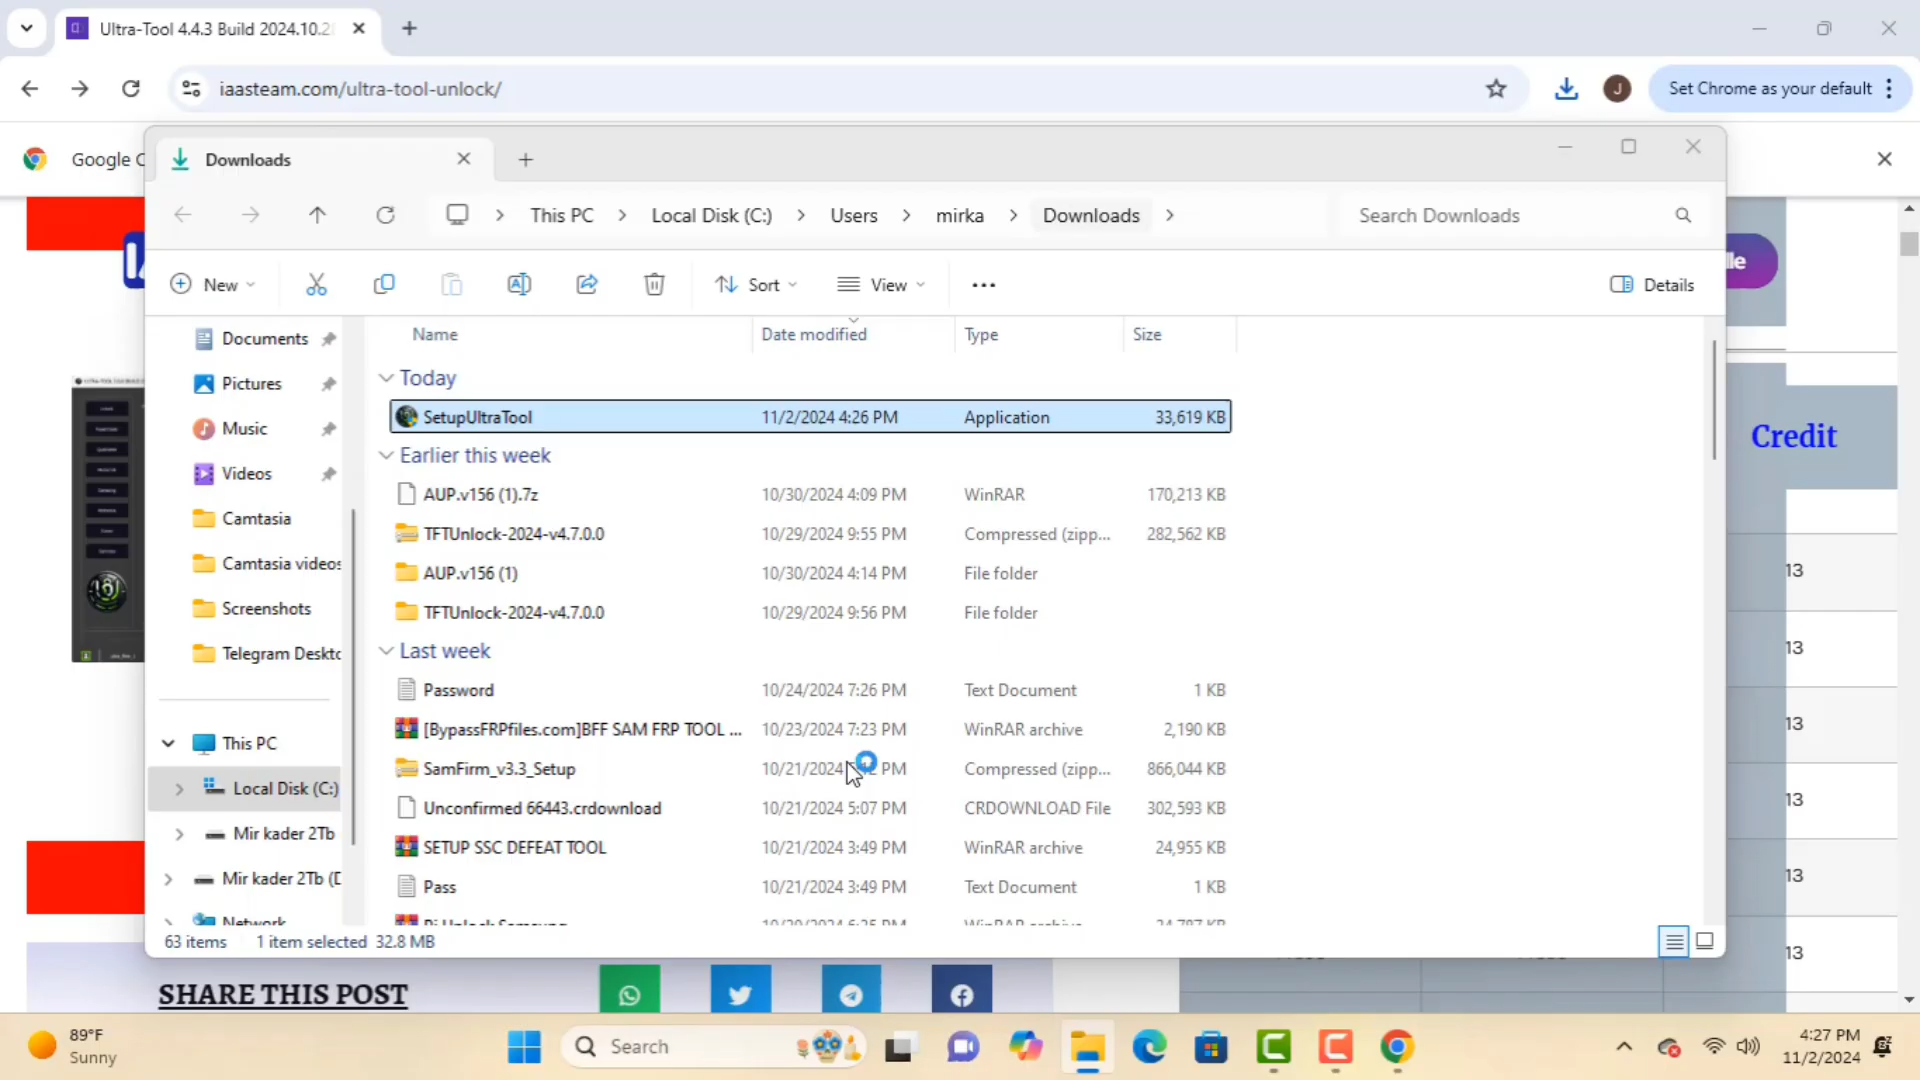 Ultra-Tool 4.4.3 Build 2024.10.2
iaasteam.com/ultra-tool-unlock/
J
Set Chrome as your default
Google C
Downloads
This PC
Local Disk (C:)
Users
mirka
Downloads
Search Downloads
New
Sort
View
Details
le
Name
Date modified
Type
Size
Documents
Pictures
Music
Videos
Camtasia
Camtasia videos
Screenshots
Telegram Deskto
This PC
Local Disk (C:)
Mir kader 2Tb
Mir kader 2Tb (D
Network
Today
SetupUltraTool 11/2/2024 4:26 PM Application 33,619 KB
Earlier this week
AUP.v156 (1).7z 10/30/2024 4:09 PM WinRAR 170,213 KB
TFTUnlock-2024-v4.7.0.0 10/29/2024 9:55 PM Compressed (zipp... 282,562 KB
AUP.v156 (1) 10/30/2024 4:14 PM File folder
TFTUnlock-2024-v4.7.0.0 10/29/2024 9:56 PM File folder
Last week
Password 10/24/2024 7:26 PM Text Document 1 KB
[BypassFRPfiles.com]BFF SAM FRP TOOL ... 10/23/2024 7:23 PM WinRAR archive 2,190 KB
SamFirm_v3.3_Setup 10/21/2024 PM Compressed (zipp... 866,044 KB
Unconfirmed 66443.crdownload 10/21/2024 5:07 PM CRDOWNLOAD File 302,593 KB
SETUP SSC DEFEAT TOOL 10/21/2024 3:49 PM WinRAR archive 24,955 KB
Pass 10/21/2024 3:49 PM Text Document 1 KB
Credit
13
13
13
13
13
13
63 items 1 item selected 32.8 MB
SHARE THIS POST
89°F
Sunny
Search
4:27 PM
11/2/2024